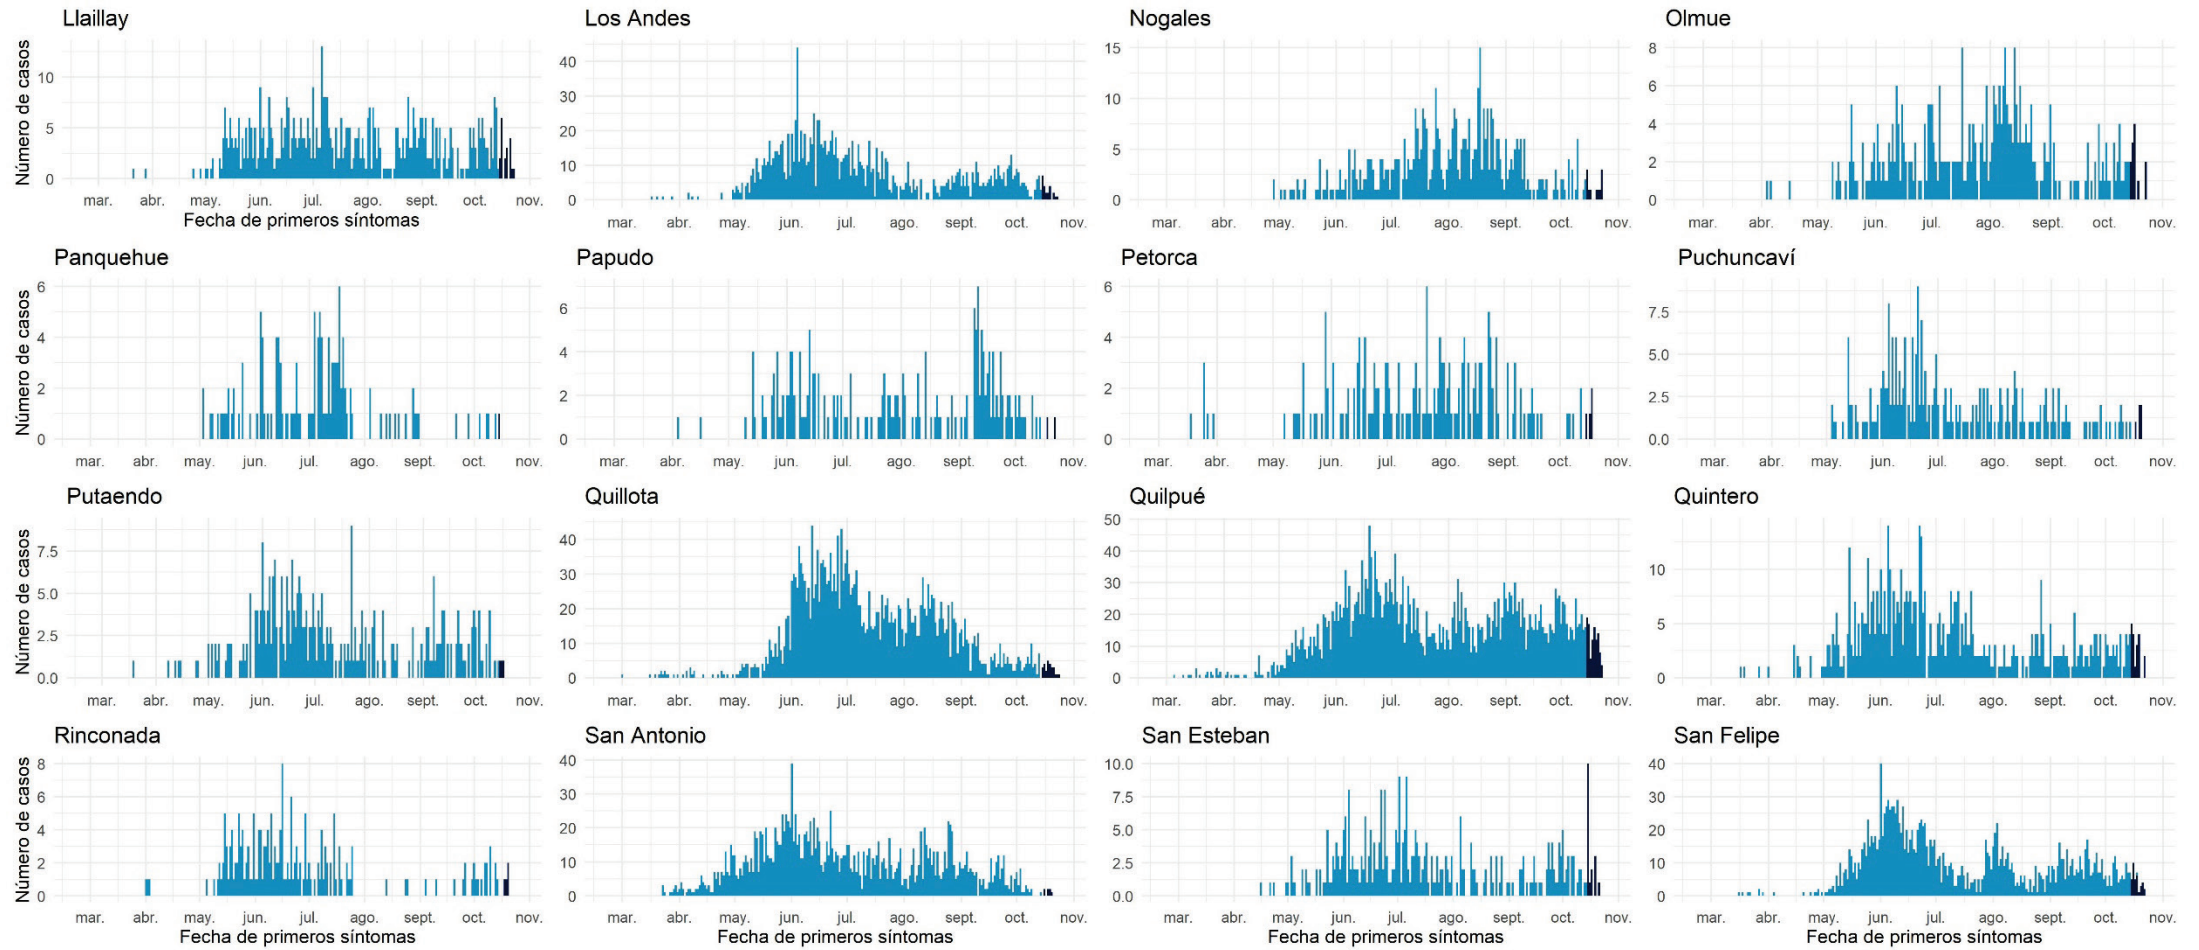 Llaillay
Número de casos
10
5
0
mar. abr. may. jun. jul. ago. sept. oct. nov.
Fecha de primeros síntomas
Los Andes
40
30
20
10
0
mar. abr. may. jun. jul. ago. sept. oct. nov.
Nogales
15
10
5
0
mar. abr. may. jun. jul. ago. sept. oct. nov.
Olmue
8
6
4
2
0
mar. abr. may. jun. jul. ago. sept. oct. nov.
Panquehue
Número de casos
6
4
2
0
mar. abr. may. jun. jul. ago. sept. oct. nov.
Papudo
6
4
2
0
mar. abr. may. jun. jul. ago. sept. oct. nov.
Petorca
6
4
2
0
mar. abr. may. jun. jul. ago. sept. oct. nov.
Puchuncaví
7.5
5.0
2.5
0.0
mar. abr. may. jun. jul. ago. sept. oct. nov.
Putaendo
Número de casos
7.5
5.0
2.5
0.0
mar. abr. may. jun. jul. ago. sept. oct. nov.
Quillota
40
30
20
10
0
mar. abr. may. jun. jul. ago. sept. oct. nov.
Quilpué
50
40
30
20
10
0
mar. abr. may. jun. jul. ago. sept. oct. nov.
Quintero
10
5
0
mar. abr. may. jun. jul. ago. sept. oct. nov.
Rinconada
Número de casos
8
6
4
2
0
mar. abr. may. jun. jul. ago. sept. oct. nov.
Fecha de primeros síntomas
San Antonio
40
30
20
10
0
mar. abr. may. jun. jul. ago. sept. oct. nov.
Fecha de primeros síntomas
San Esteban
10.0
7.5
5.0
2.5
0.0
mar. abr. may. jun. jul. ago. sept. oct. nov.
Fecha de primeros síntomas
San Felipe
40
30
20
10
0
mar. abr. may. jun. jul. ago. sept. oct. nov.
Fecha de primeros síntomas